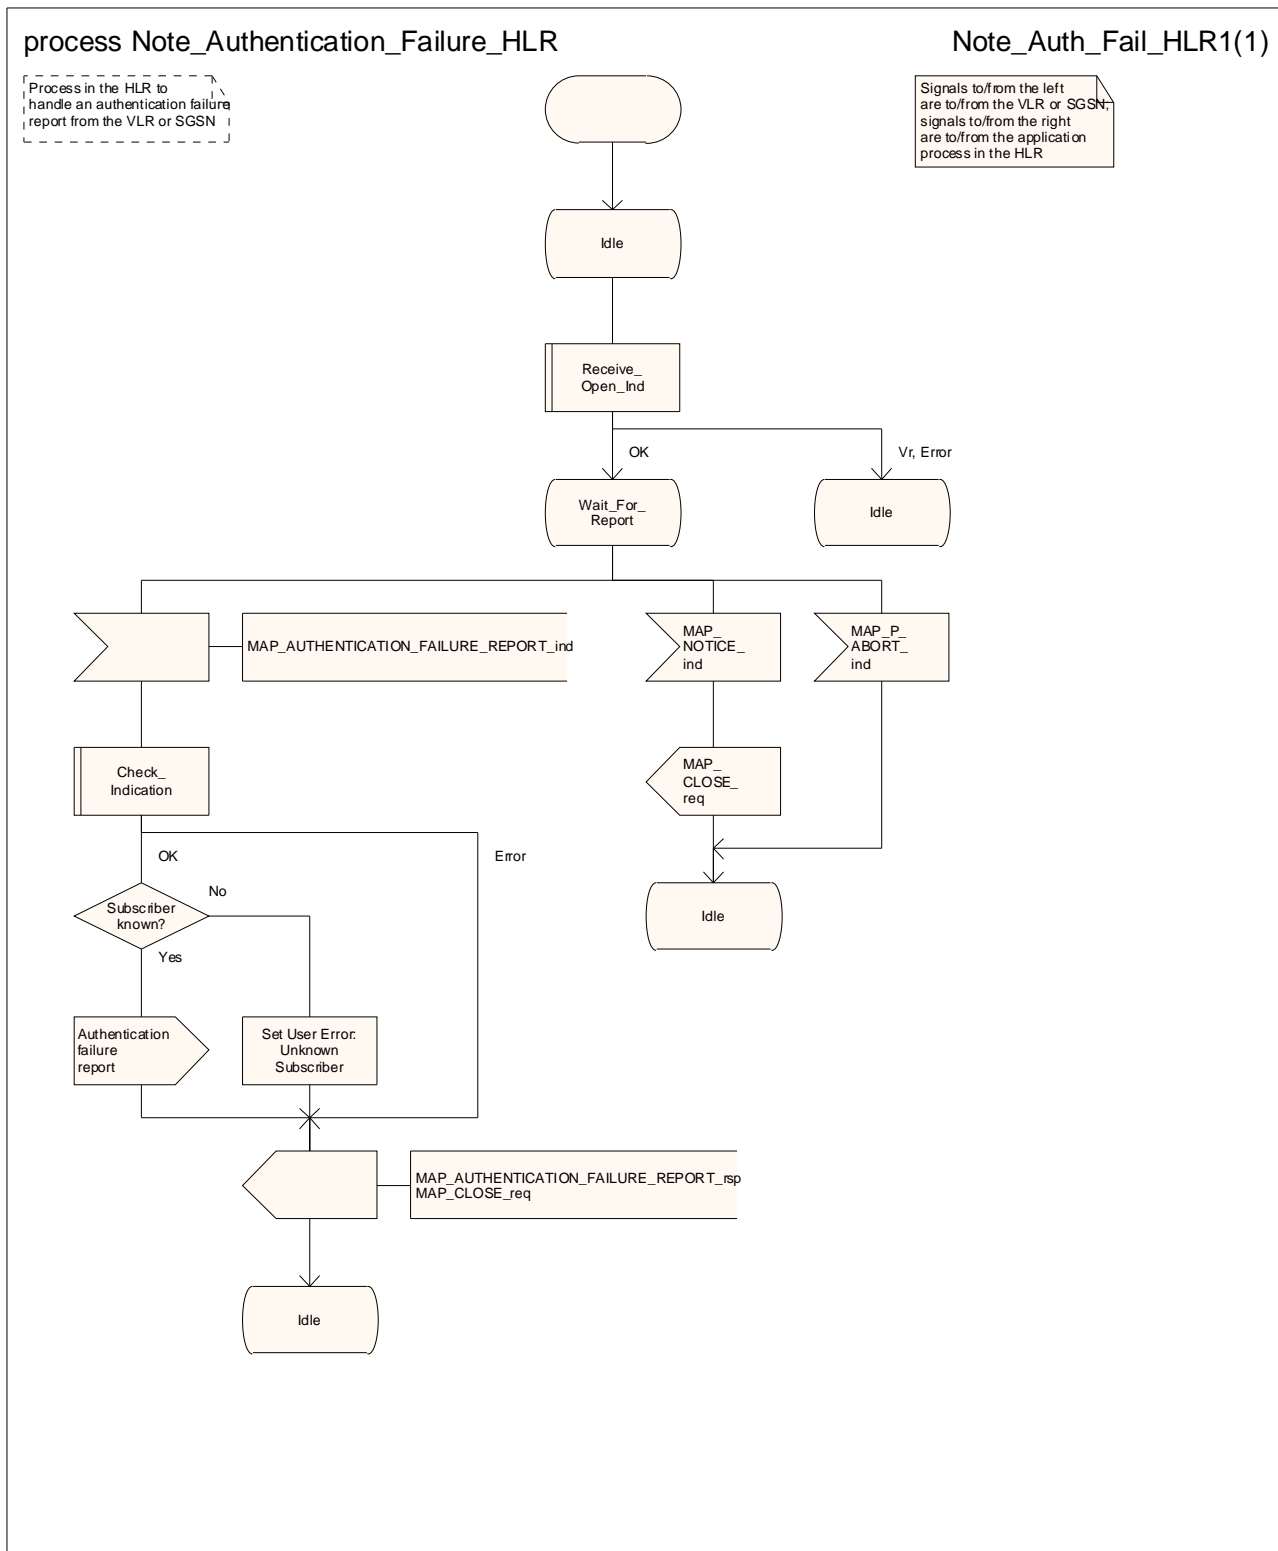 process Note_Authentication_Failure_HLR
Note_Auth_Fail_HLR1(1)
Process in the HLR to
handle an authentication failure
report from the VLR or SGSN
Signals to/from the left
are to/from the VLR or SGSN,
signals to/from the right
are to/from the application
process in the HLR
Idle
Receive_
Open_Ind
OK
Vr, Error
Wait_For_
Report
Idle
MAP_AUTHENTICATION_FAILURE_REPORT_ind
MAP_
NOTICE_
ind
MAP_P_
ABORT_
ind
Check_
Indication
MAP_
CLOSE_
req
OK
Error
No
Subscriber
known?
Idle
Yes
Authentication
failure
report
Set User Error:
Unknown
Subscriber
MAP_AUTHENTICATION_FAILURE_REPORT_rsp
MAP_CLOSE_req
Idle